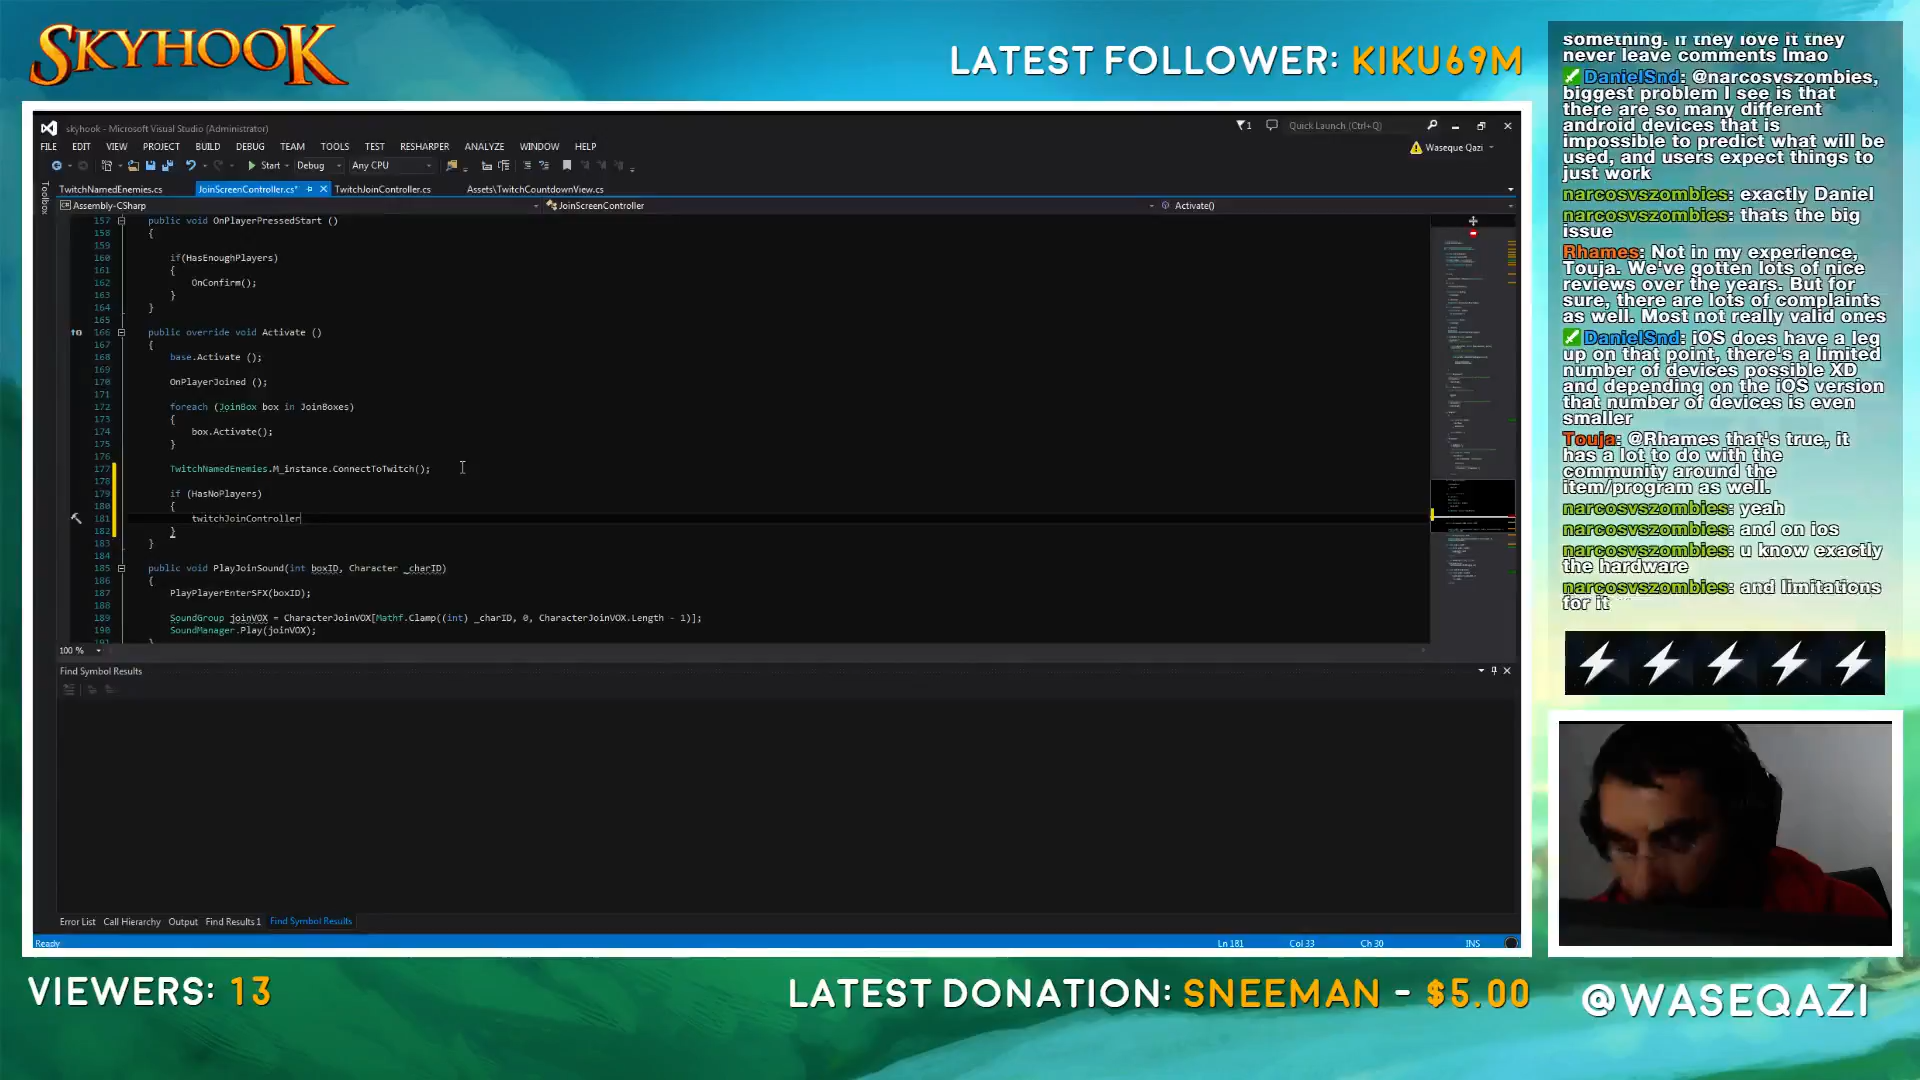 SKYHOOK
LATEST FOLLOWER: KIKU69M
skyhook - Microsoft Visual Studio (Administrator)
1
Quick Launch (Ctrl+Q)
FILE EDIT VIEW PROJECT BUILD DEBUG TEAM TOOLS TEST RESHARPER ANALYZE WINDOW HELP
Waseque Qazi
Start Debug Any CPU
Toolbox
TwitchNamedEnemies.cs JoinScreenController.cs* TwitchJoinController.cs Assets\TwitchCountdownView.cs
Assembly-CSharp JoinScreenController Activate()
157 public void OnPlayerPressedStart ()
158 {
159
160 if(HasEnoughPlayers)
161 {
162 OnConfirm();
163 }
164 }
165
166 public override void Activate ()
167 {
168 base.Activate ();
169
170 OnPlayerJoined ();
171
172 foreach (JoinBox box in JoinBoxes)
173 {
174 box.Activate();
175 }
176
177 TwitchNamedEnemies.M_instance.ConnectToTwitch();
178
179 if (HasNoPlayers)
180 {
181 twitchJoinController
182 }
183 }
184
185 public void PlayJoinSound(int boxID, Character _charID)
186 {
187 PlayPlayerEnterSFX(boxID);
188
189 SoundGroup joinVOX = CharacterJoinVOX[Mathf.Clamp((int) _charID, 0, CharacterJoinVOX.Length - 1)];
190 SoundManager.Play(joinVOX);
191 }
100 %
Find Symbol Results
Error List Call Hierarchy Output Find Results 1 Find Symbol Results
Ready Ln 181 Col 33 Ch 30 INS
something. If they love it they
never leave comments lmao
DanielSnd: @narcosvszombies,
biggest problem I see is that
there are so many different
android devices that is
impossible to predict what will be
used, and users expect things to
just work
narcosvszombies: exactly Daniel
narcosvszombies: thats the big
issue
Rhames: Not in my experience,
Touja. We've gotten lots of nice
reviews over the years. But for
sure, there are lots of complaints
as well. Most not really valid ones
DanielSnd: iOS does have a leg
up on that point, there's a limited
number of devices possible XD
and depending on the iOS version
that number of devices is even
smaller
Touja: @Rhames that's true, it
has a lot to do with the
community around the
item/program as well.
narcosvszombies: yeah
narcosvszombies: and on ios
narcosvszombies: u know exactly
the hardware
narcosvszombies: and limitations
for it
VIEWERS: 13
LATEST DONATION: SNEEMAN - $5.00
@WASEQAZI